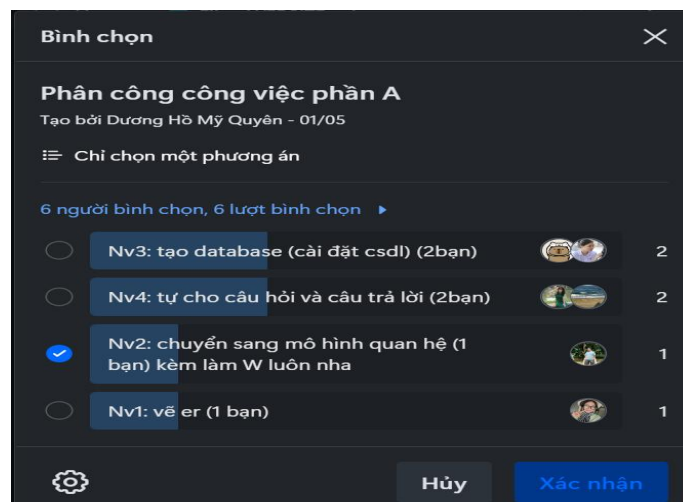 Bình chọn
Phân công công việc phần A
Tạo bởi Dương Hồ Mỹ Quyên - 01/05
Chỉ chọn một phương án
6 người bình chọn, 6 lượt bình chọn
Nv3: tạo database (cài đặt csdl) (2bạn) 2
Nv4: tự cho câu hỏi và câu trả lời (2bạn) 2
Nv2: chuyển sang mô hình quan hệ (1
bạn) kèm làm W luôn nha 1
Nv1: vẽ er (1 bạn) 1
Hủy Xác nhận